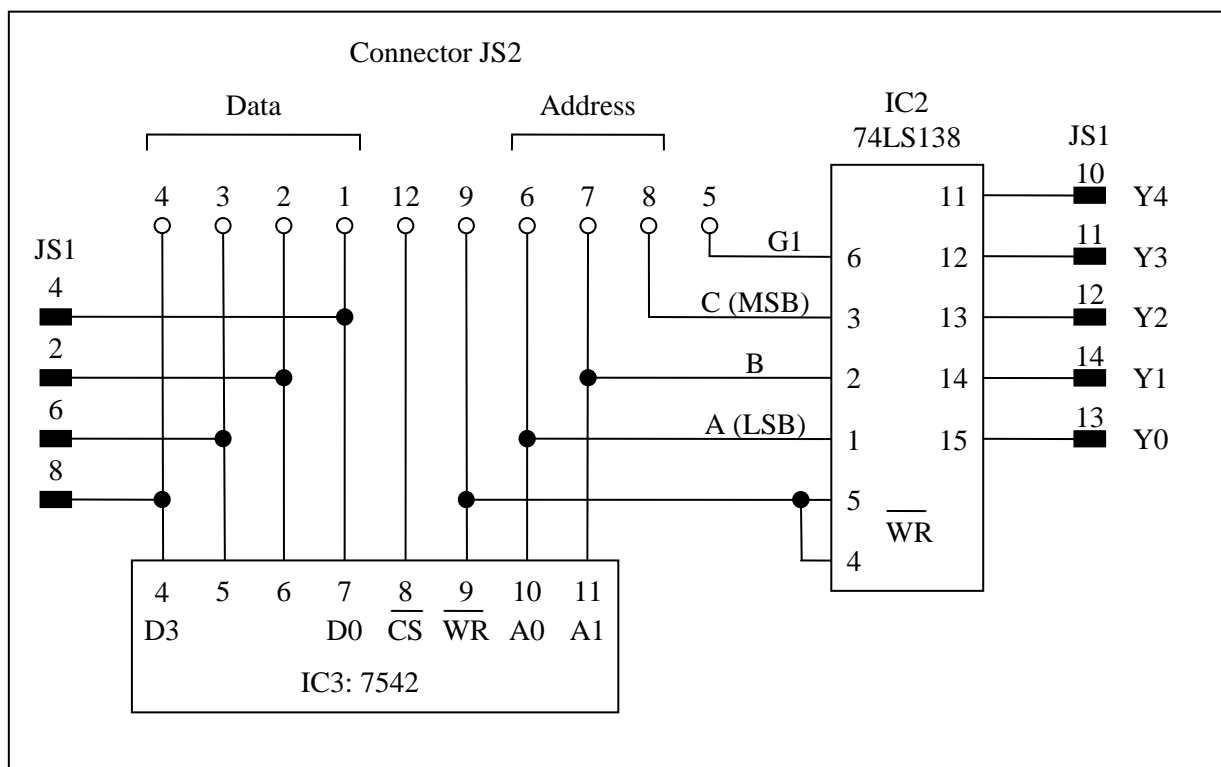 Connector JS2
Data
Address
IC2
74LS138
JS1
4 3 2 1 12 9 6 7 8 5
11 10 Y4
G1 6 12 11 Y3
JS1
4
C (MSB) 3 13 12 Y2
2
B 2 14 14 Y1
6
A (LSB) 1 15 13 Y0
8
5
WR
4
4 5 6 7 8 9 10 11
D3 D0 CS WR A0 A1
IC3: 7542